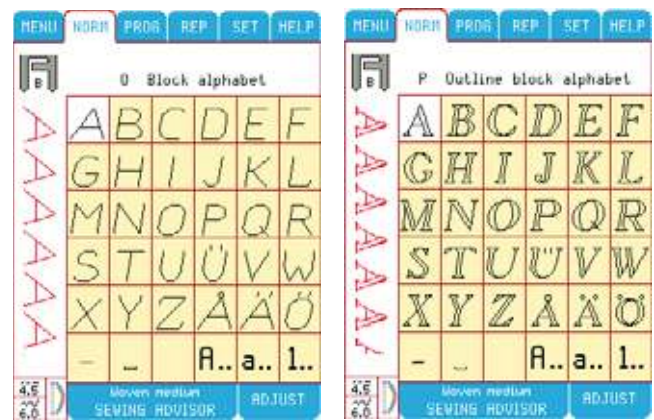 MENU NORM PROG REP SET HELP
B
O Block alphabet
A B C D E F
G H I J K L
M N O P Q R
S T U Ü V W
X Y Z Å Ä Ö
- ⎵ A.. a.. 1..
4,5
6,0
Woven medium
SEWING ADVISOR
ADJUST
MENU NORM PROG REP SET HELP
B
P Outline block alphabet
A B C D E F
G H I J K L
M N O P Q R
S T U Ü V W
X Y Z Å Ä Ö
- ⎵ A.. a.. 1..
4,5
6,0
Woven medium
SEWING ADVISOR
ADJUST